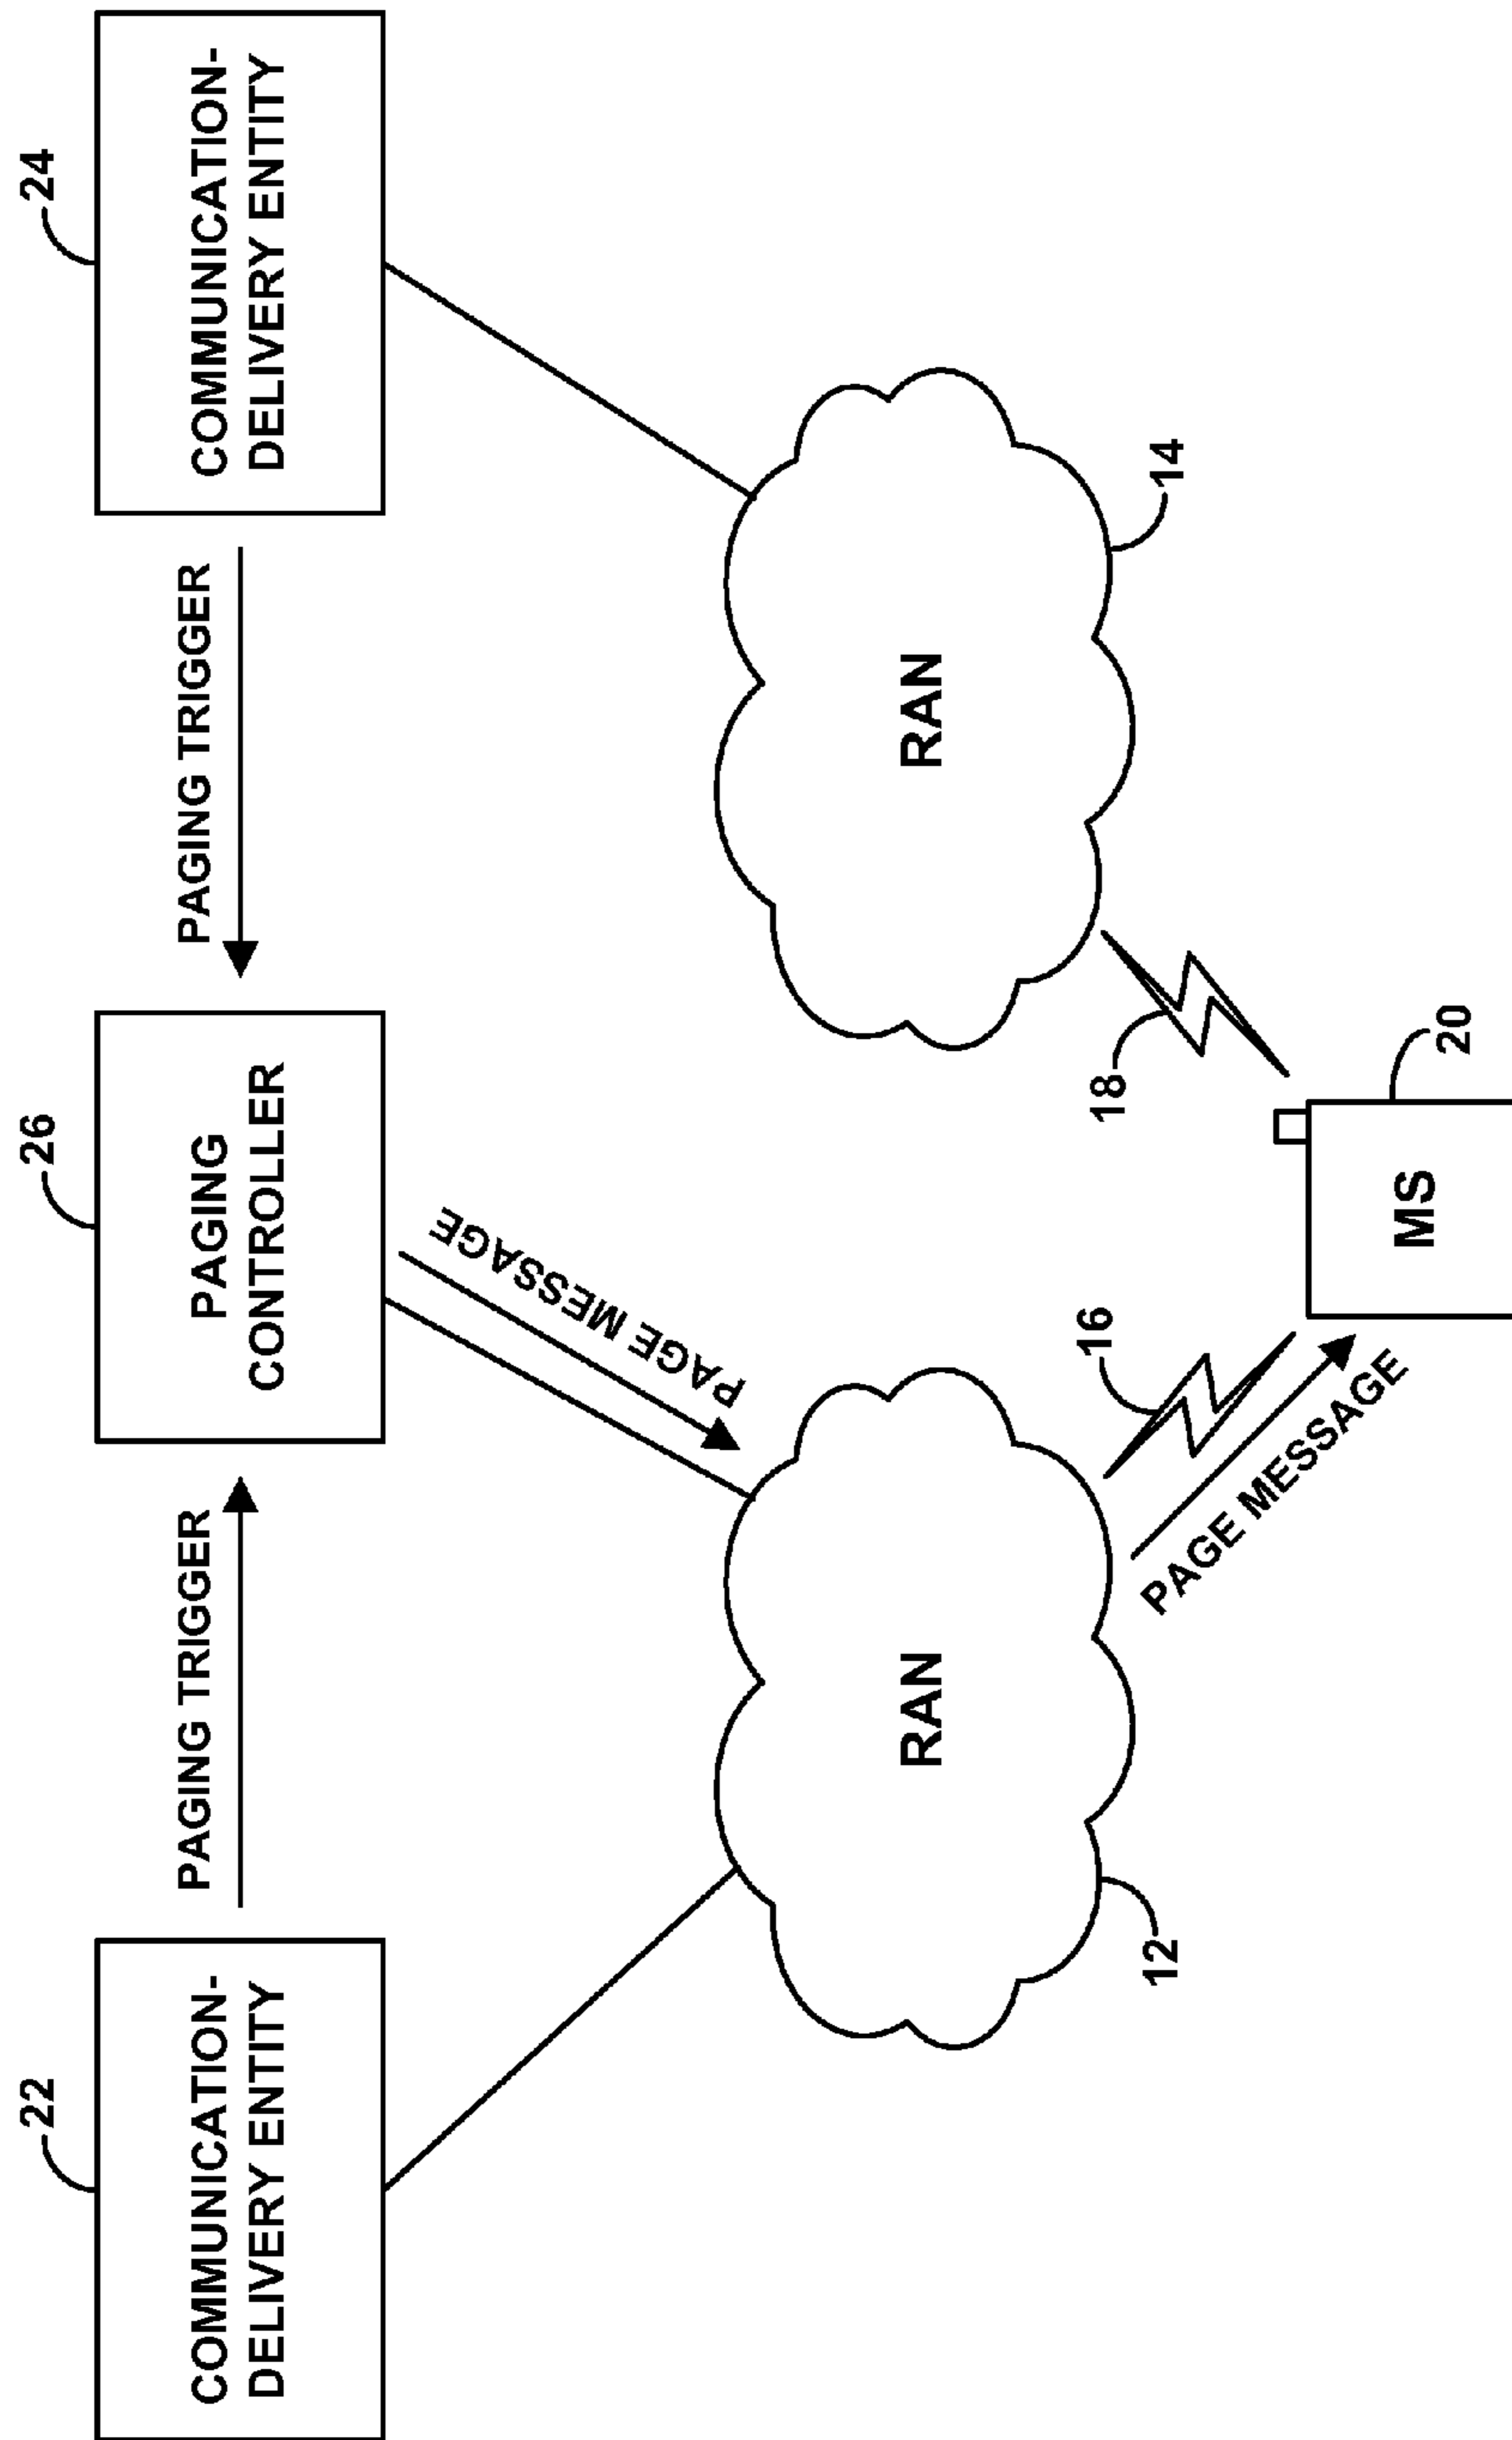 22
26
24
COMMUNICATION-
DELIVERY ENTITY
PAGING TRIGGER
PAGING
CONTROLLER
PAGING TRIGGER
COMMUNICATION-
DELIVERY ENTITY
PAGE MESSAGE
RAN
RAN
12
16
18
14
PAGE MESSAGE
MS
20